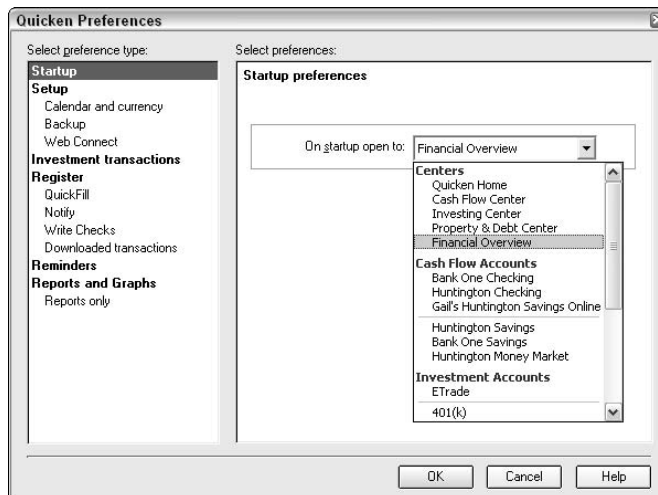 Quicken Preferences
Select preference type:
Startup
Setup
Calendar and currency
Backup
Web Connect
Investment transactions
Register
QuickFill
Notify
Write Checks
Downloaded transactions
Reminders
Reports and Graphs
Reports only
Select preferences:
Startup preferences
On startup open to: Financial Overview
Centers
Quicken Home
Cash Flow Center
Investing Center
Property & Debt Center
Financial Overview
Cash Flow Accounts
Bank One Checking
Huntington Checking
Gail's Huntington Savings Online
Huntington Savings
Bank One Savings
Huntington Money Market
Investment Accounts
ETrade
401(k)
OK Cancel Help